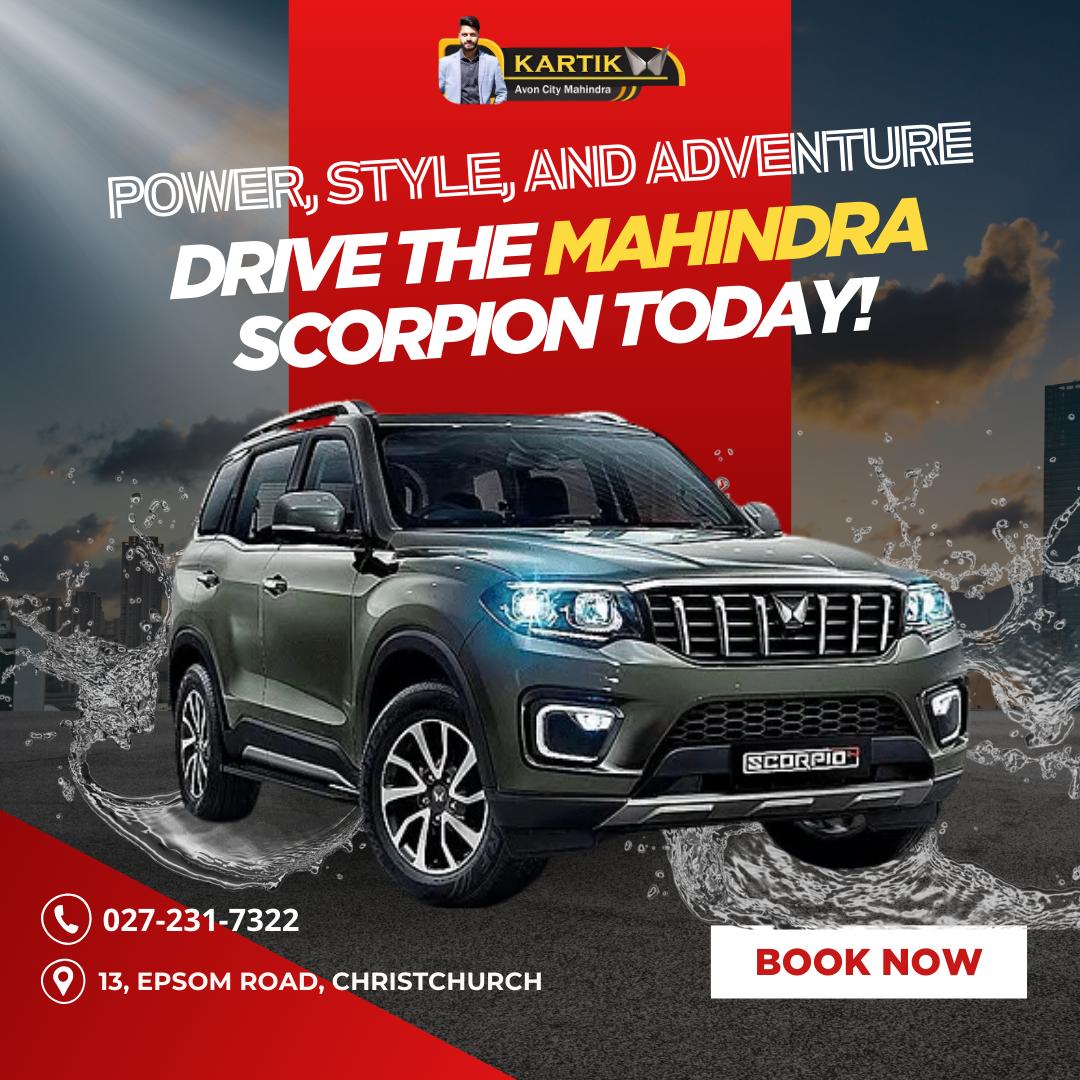 KARTIK
Avon City Mahindra
POWER, STYLE, AND ADVENTURE
DRIVE THE MAHINDRA
SCORPION TODAY!
SCORPIO
027-231-7322
13, EPSOM ROAD, CHRISTCHURCH
BOOK NOW